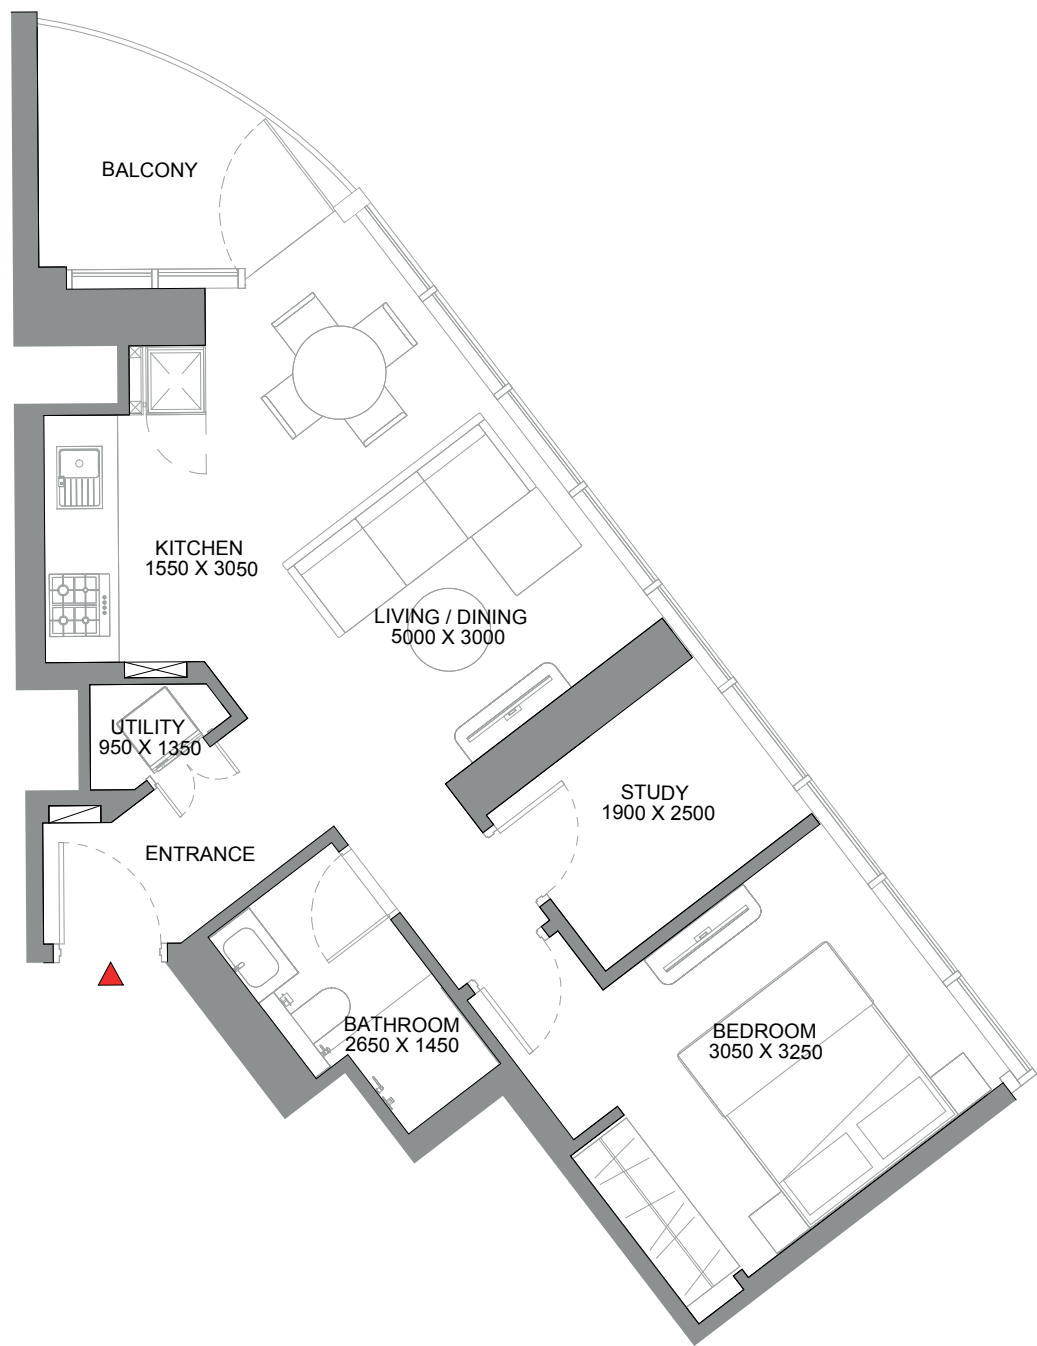 BALCONY
KITCHEN
1550 X 3050
LIVING / DINING
5000 X 3000
UTILITY
950 X 1350
STUDY
1900 X 2500
ENTRANCE
BATHROOM
2650 X 1450
BEDROOM
3050 X 3250